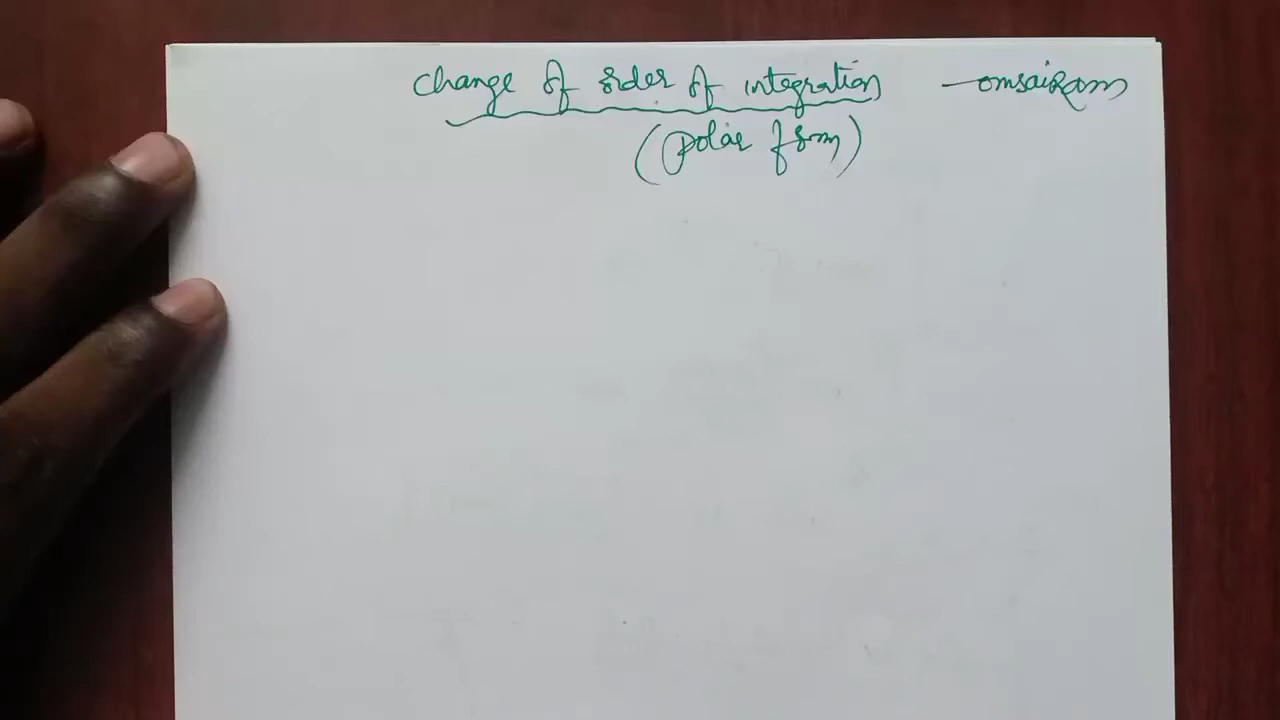 change of order of integration — omsaiRam
(polar form)